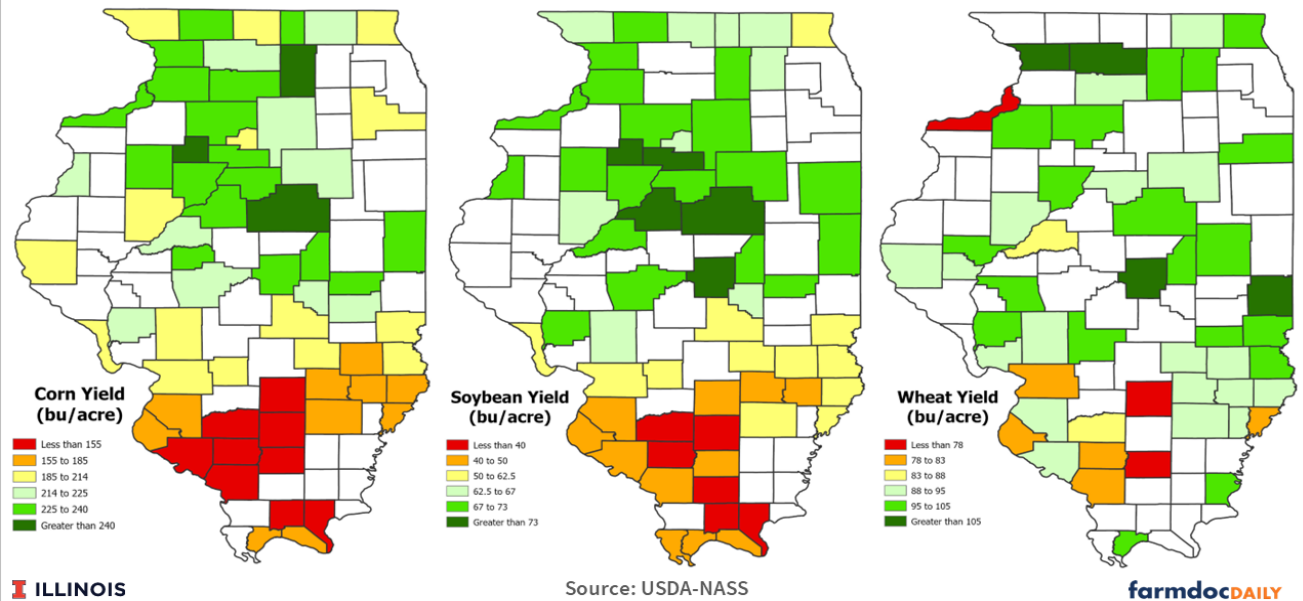 Corn Yield
(bu/acre)
Less than 155
155 to 185
185 to 214
214 to 225
225 to 240
Greater than 240
Soybean Yield
(bu/acre)
Less than 40
40 to 50
50 to 62.5
62.5 to 67
67 to 73
Greater than 73
Wheat Yield
(bu/acre)
Less than 78
78 to 83
83 to 88
88 to 95
95 to 105
Greater than 105
I ILLINOIS
Source: USDA-NASS
farmdocDAILY